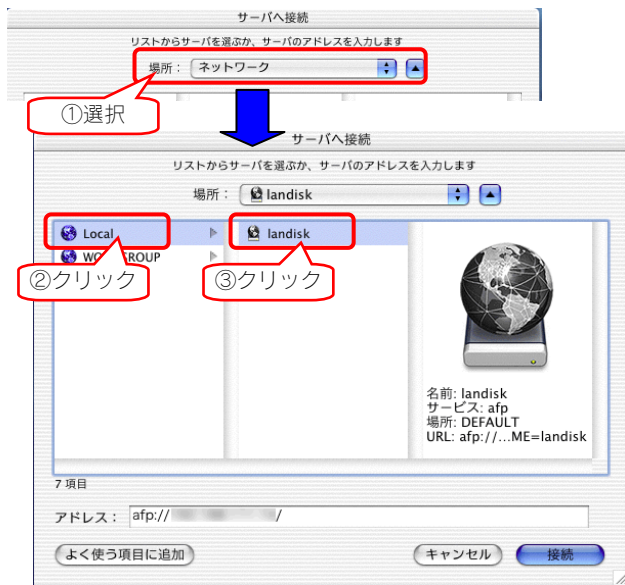 サーバへ接続
リストからサーバを選ぶか、サーバのアドレスを入力します
場所： ネットワーク
①選択
サーバへ接続
リストからサーバを選ぶか、サーバのアドレスを入力します
場所： landisk
Local
landisk
②クリック
③クリック
名前: landisk
サービス: afp
場所: DEFAULT
URL: afp://...ME=landisk
7 項目
アドレス： afp:// /
よく使う項目に追加
キャンセル
接続